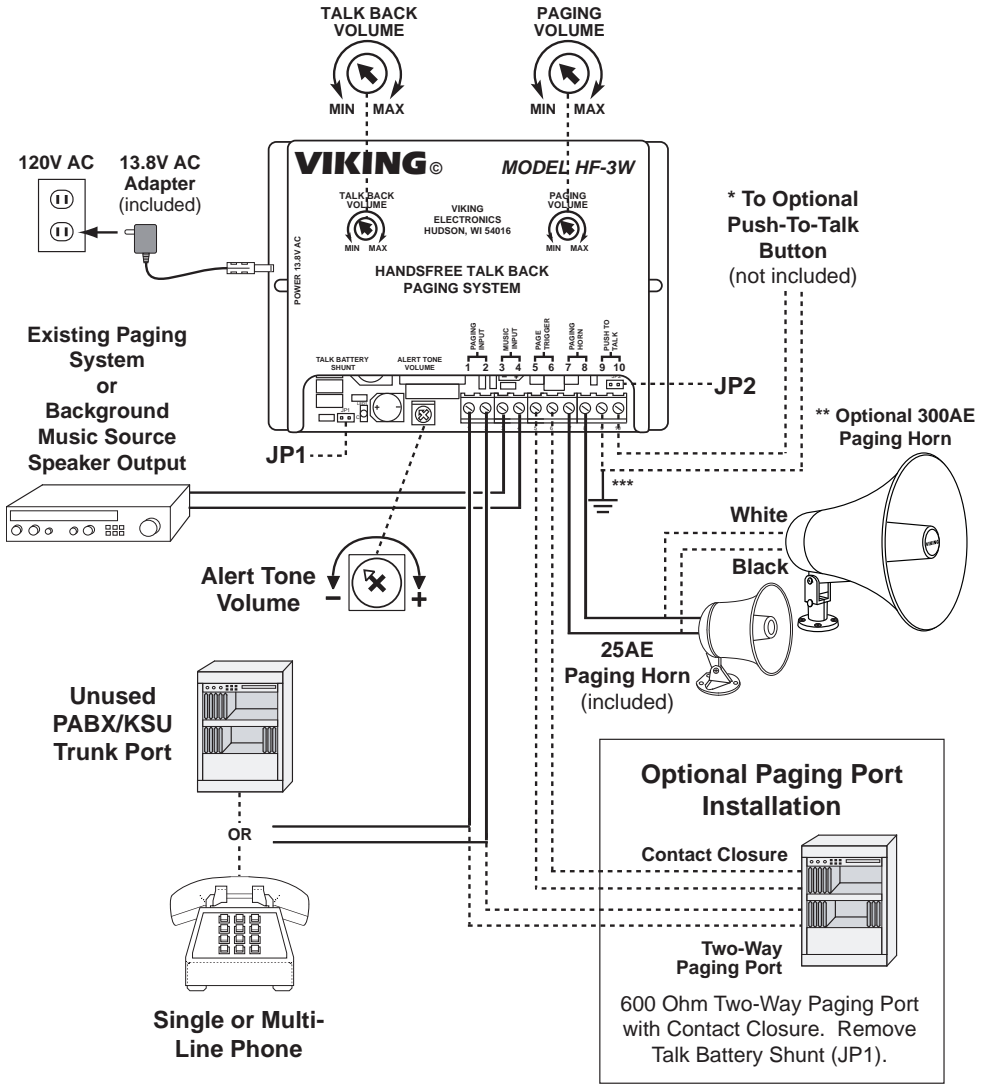 TALK BACK
VOLUME
MIN MAX
PAGING
VOLUME
MIN MAX
120V AC
13.8V AC
Adapter
(included)
VIKING©
MODEL HF-3W
TALK BACK
VOLUME
MIN MAX
VIKING
ELECTRONICS
HUDSON, WI 54016
PAGING
VOLUME
MIN MAX
POWER 13.8V AC
HANDSFREE TALK BACK
PAGING SYSTEM
* To Optional
Push-To-Talk
Button
(not included)
PAGING
INPUT
MUSIC
INPUT
PAGE
TRIGGER
PAGING
HORN
PUSH TO
TALK
TALK BATTERY
SHUNT
ALERT TONE
VOLUME
1 2 3 4 5 6 7 8 9 10
JP1
JP2
JP1
Existing Paging
System
or
Background
Music Source
Speaker Output
** Optional 300AE
Paging Horn
***
White
Black
VIKING
Alert Tone
Volume
– +
25AE
Paging Horn
(included)
Unused
PABX/KSU
Trunk Port
OR
Single or Multi-
Line Phone
Optional Paging Port
Installation
Contact Closure
Two-Way
Paging Port
600 Ohm Two-Way Paging Port
with Contact Closure. Remove
Talk Battery Shunt (JP1).